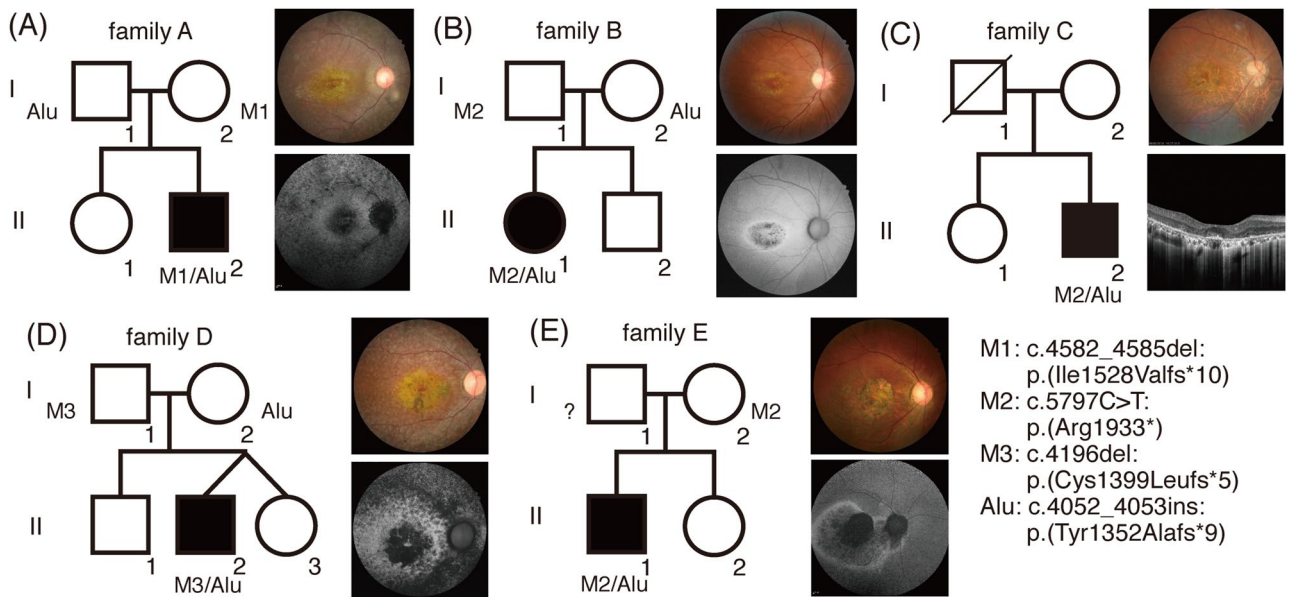 (A)
family A
I
Alu
1
2
M1
II
1
M1/Alu
2
(B)
family B
I
M2
1
2
Alu
II
M2/Alu
1
2
(C)
family C
I
1
2
II
1
2
M2/Alu
(D)
family D
I
M3
1
2
Alu
II
1
2
3
M3/Alu
(E)
family E
I
?
1
2
M2
II
1
2
M2/Alu
M1: c.4582_4585del:
p.(Ile1528Valfs*10)
M2: c.5797C>T:
p.(Arg1933*)
M3: c.4196del:
p.(Cys1399Leufs*5)
Alu: c.4052_4053ins:
p.(Tyr1352Alafs*9)